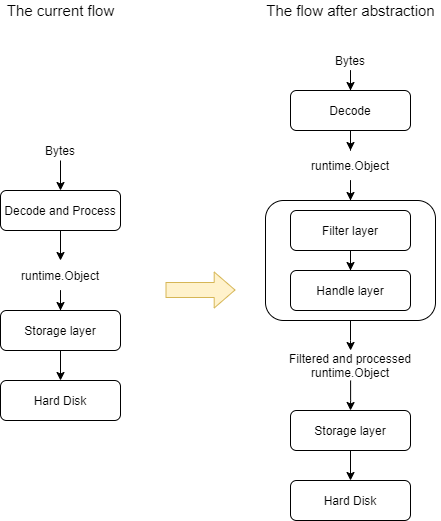 The current flow
Bytes
Decode and Process
runtime.Object
Storage layer
Hard Disk
The flow after abstraction
Bytes
Decode
runtime.Object
Filter layer
Handle layer
Filtered and processed
runtime.Object
Storage layer
Hard Disk